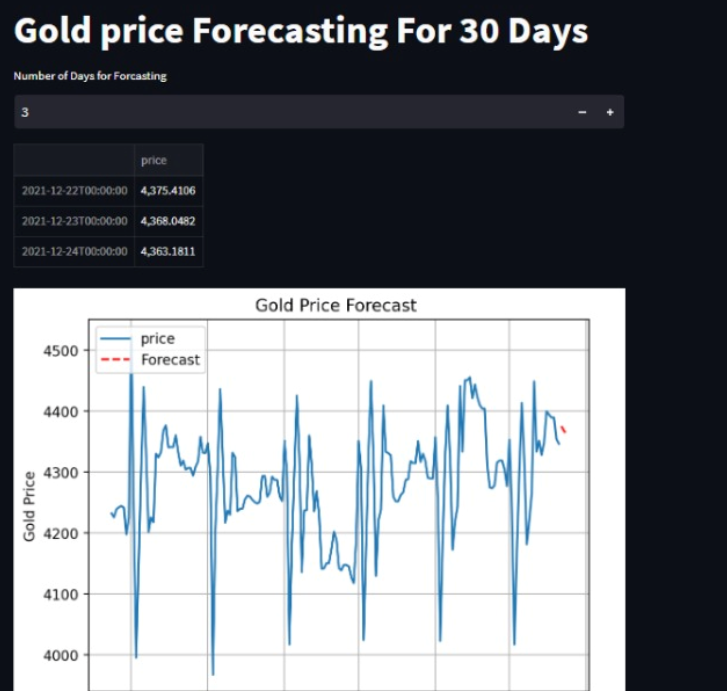 Gold price Forecasting For 30 Days
Number of Days for Forcasting
3 − +
price
2021-12-22T00:00:00 4,375.4106
2021-12-23T00:00:00 4,368.0482
2021-12-24T00:00:00 4,363.1811
Gold Price Forecast
price
Forecast
4500
4400
4300
4200
4100
4000
Gold Price